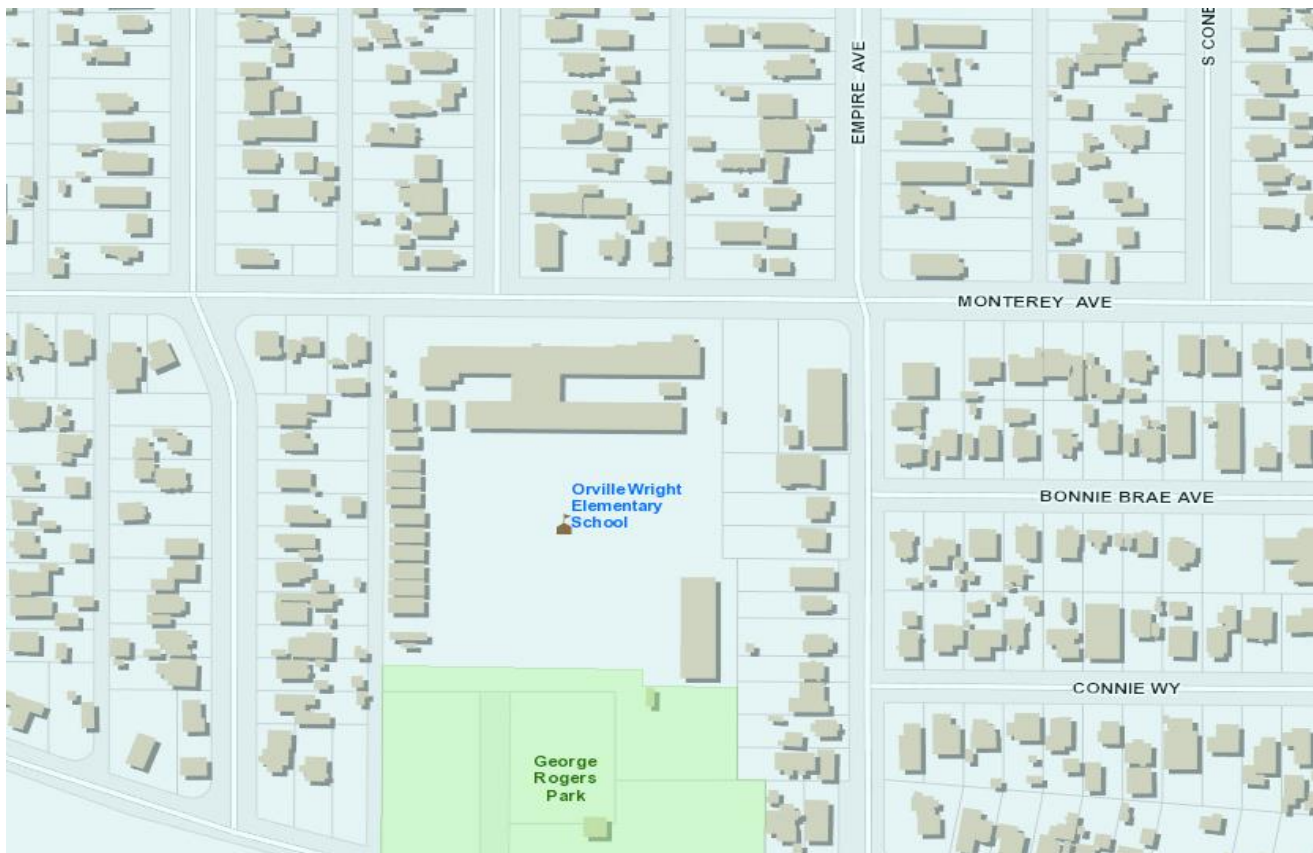 S CONE
EMPIRE AVE
MONTEREY AVE
BONNIE BRAE AVE
Orville Wright
Elementary
School
CONNIE WY
George
Rogers
Park